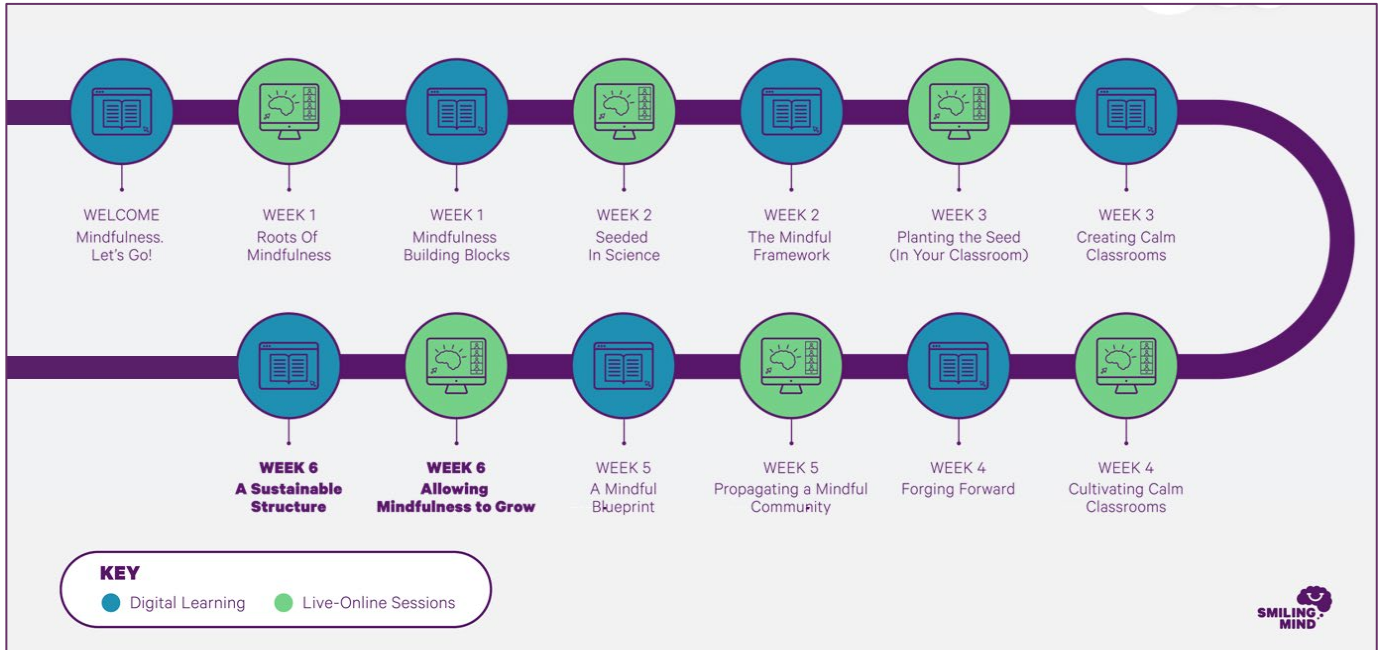 WELCOME
Mindfulness.
Let's Go!
WEEK 1
Roots Of
Mindfulness
WEEK 1
Mindfulness
Building Blocks
WEEK 2
Seeded
In Science
WEEK 2
The Mindful
Framework
WEEK 3
Planting the Seed
(In Your Classroom)
WEEK 3
Creating Calm
Classrooms
WEEK 6
A Sustainable
Structure
WEEK 6
Allowing
Mindfulness to Grow
WEEK 5
A Mindful
Blueprint
WEEK 5
Propagating a Mindful
Community
WEEK 4
Forging Forward
WEEK 4
Cultivating Calm
Classrooms
KEY
Digital Learning
Live-Online Sessions
SMILING
MIND